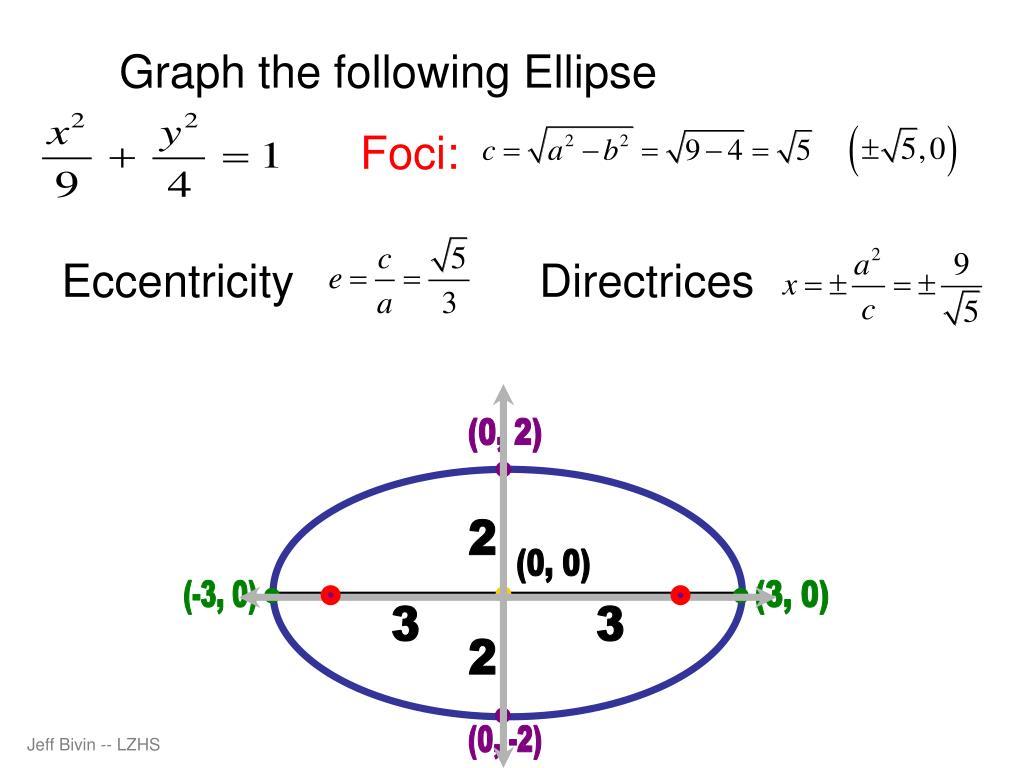 Graph the following Ellipse
x²/9 + y²/4 = 1
Foci: c = √(a² − b²) = √(9 − 4) = √5 (±√5, 0)
Eccentricity e = c/a = √5/3
Directrices x = ± a²/c = ± 9/√5
(0, 2)
2
(0, 0)
(-3, 0)
(3, 0)
3
3
2
(0, -2)
Jeff Bivin -- LZHS